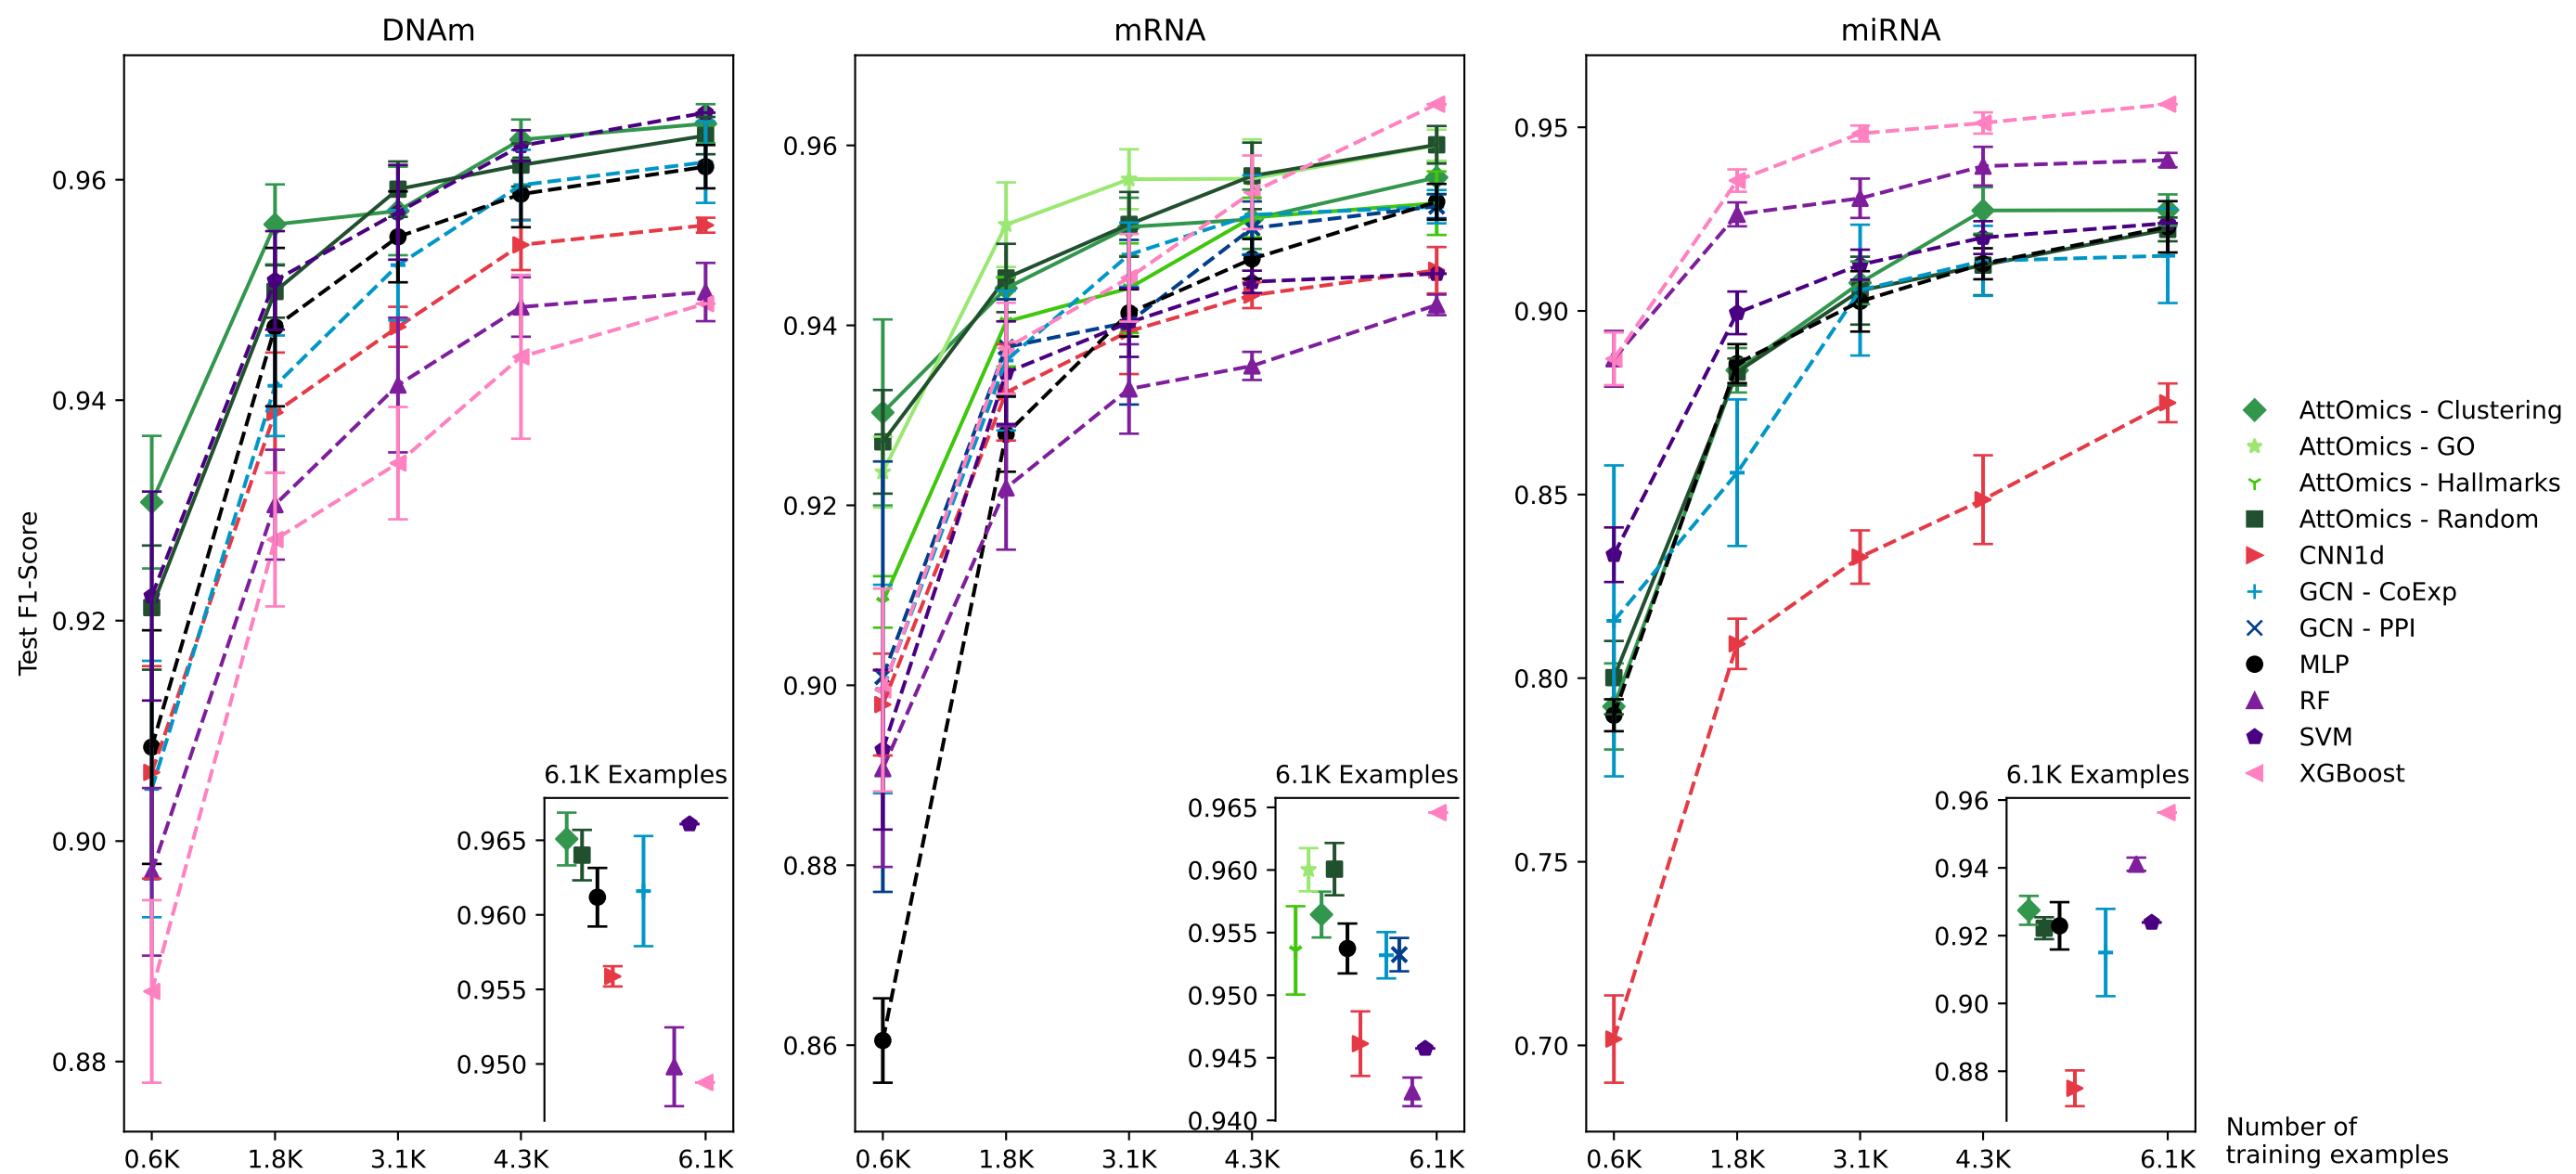 DNAm
mRNA
miRNA
Test F1-Score
0.96
0.94
0.92
0.90
0.88
0.6K
1.8K
3.1K
4.3K
6.1K
6.1K Examples
0.965
0.960
0.955
0.950
0.96
0.94
0.92
0.90
0.88
0.86
0.6K
1.8K
3.1K
4.3K
6.1K
6.1K Examples
0.965
0.960
0.955
0.950
0.945
0.940
0.95
0.90
0.85
0.80
0.75
0.70
0.6K
1.8K
3.1K
4.3K
6.1K
6.1K Examples
0.96
0.94
0.92
0.90
0.88
AttOmics - Clustering
AttOmics - GO
AttOmics - Hallmarks
AttOmics - Random
CNN1d
GCN - CoExp
GCN - PPI
MLP
RF
SVM
XGBoost
Number of
training examples